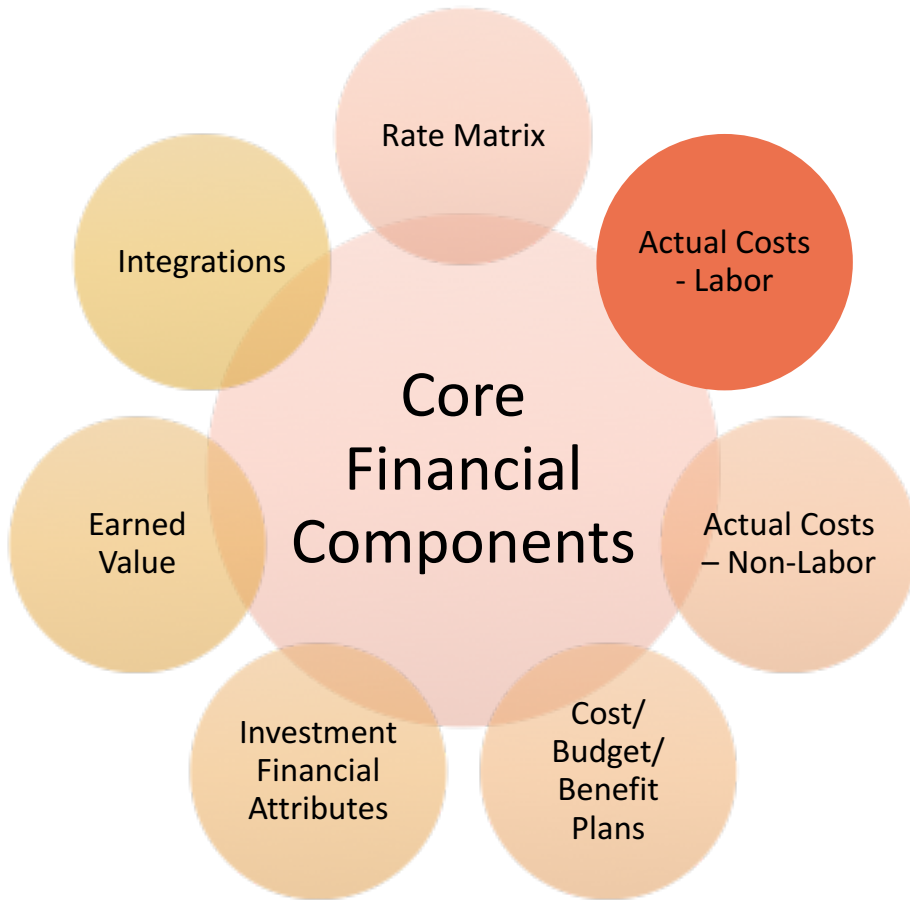 Rate Matrix
Actual Costs
- Labor
Actual Costs
– Non-Labor
Cost/
Budget/
Benefit
Plans
Investment
Financial
Attributes
Earned
Value
Integrations
Core
Financial
Components